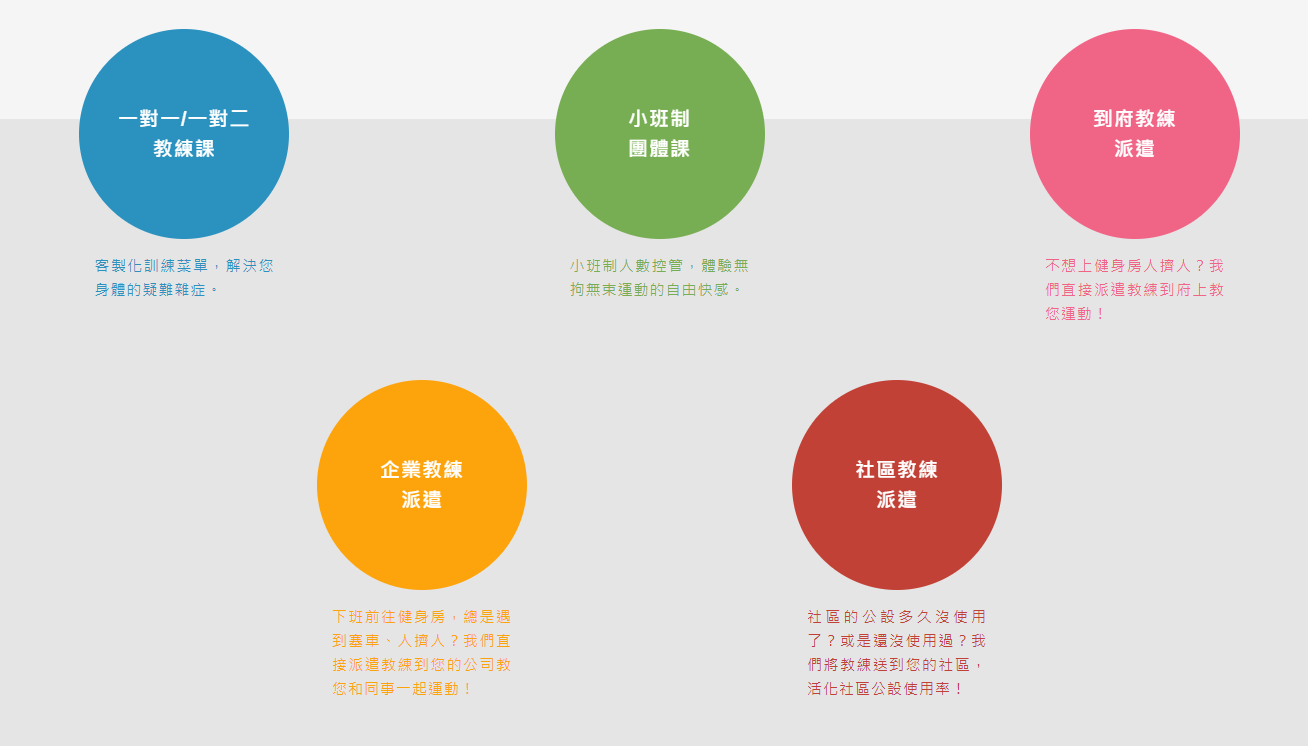 一對一/一對二
教練課
客製化訓練菜單，解決您
身體的疑難雜症。
小班制
團體課
小班制人數控管，體驗無
拘無束運動的自由快感。
到府教練
派遣
不想上健身房人擠人？我
們直接派遣教練到府上教
您運動！
企業教練
派遣
下班前往健身房，總是遇
到塞車、人擠人？我們直
接派遣教練到您的公司教
您和同事一起運動！
社區教練
派遣
社區的公設多久沒使用
了？或是還沒使用過？我
們將教練送到您的社區，
活化社區公設使用率！